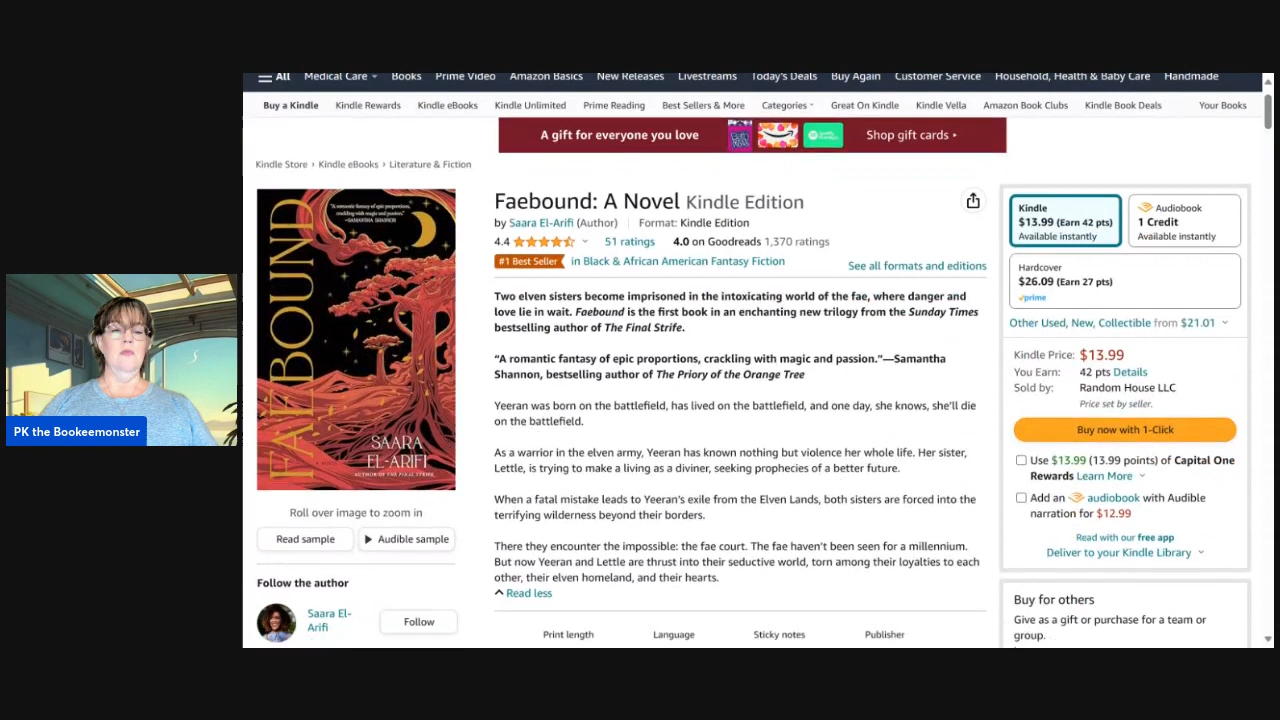 All Medical Care Books Prime Video Amazon Basics New Releases Livestreams Today's Deals Buy Again Customer Service Household, Health & Baby Care Handmade
Buy a Kindle Kindle Rewards Kindle eBooks Kindle Unlimited Prime Reading Best Sellers & More Categories Great On Kindle Kindle Vella Amazon Book Clubs Kindle Book Deals Your Books
A gift for everyone you love Shop gift cards
Kindle Store › Kindle eBooks › Literature & Fiction
"A romantic fantasy of epic proportions,
crackling with magic and passion."
—SAMANTHA
SHANNON
FAEBOUND
SAARA
EL-ARIFI
AUTHOR OF THE FINAL STRIFE
Roll over image to zoom in
Read sample Audible sample
Follow the author
Saara El-
Arifi
Follow
Faebound: A Novel Kindle Edition
by Saara El-Arifi (Author) Format: Kindle Edition
4.4 51 ratings 4.0 on Goodreads 1,370 ratings
#1 Best Seller in Black & African American Fantasy Fiction
See all formats and editions
Two elven sisters become imprisoned in the intoxicating world of the fae, where danger and
love lie in wait. Faebound is the first book in an enchanting new trilogy from the Sunday Times
bestselling author of The Final Strife.
“A romantic fantasy of epic proportions, crackling with magic and passion.”—Samantha
Shannon, bestselling author of The Priory of the Orange Tree
Yeeran was born on the battlefield, has lived on the battlefield, and one day, she knows, she’ll die
on the battlefield.
As a warrior in the elven army, Yeeran has known nothing but violence her whole life. Her sister,
Lettle, is trying to make a living as a diviner, seeking prophecies of a better future.
When a fatal mistake leads to Yeeran’s exile from the Elven Lands, both sisters are forced into the
terrifying wilderness beyond their borders.
There they encounter the impossible: the fae court. The fae haven’t been seen for a millennium.
But now Yeeran and Lettle are thrust into their seductive world, torn among their loyalties to each
other, their elven homeland, and their hearts.
Read less
Print length Language Sticky notes Publisher
Kindle
$13.99 (Earn 42 pts)
Available instantly
Audiobook
1 Credit
Available instantly
Hardcover
$26.09 (Earn 27 pts)
prime
Other Used, New, Collectible from $21.01
Kindle Price: $13.99
You Earn: 42 pts Details
Sold by: Random House LLC
Price set by seller.
Buy now with 1-Click
Use $13.99 (13.99 points) of Capital One
Rewards Learn More
Add an audiobook with Audible
narration for $12.99
Read with our free app
Deliver to your Kindle Library
Buy for others
Give as a gift or purchase for a team or
group.
PK the Bookeemonster